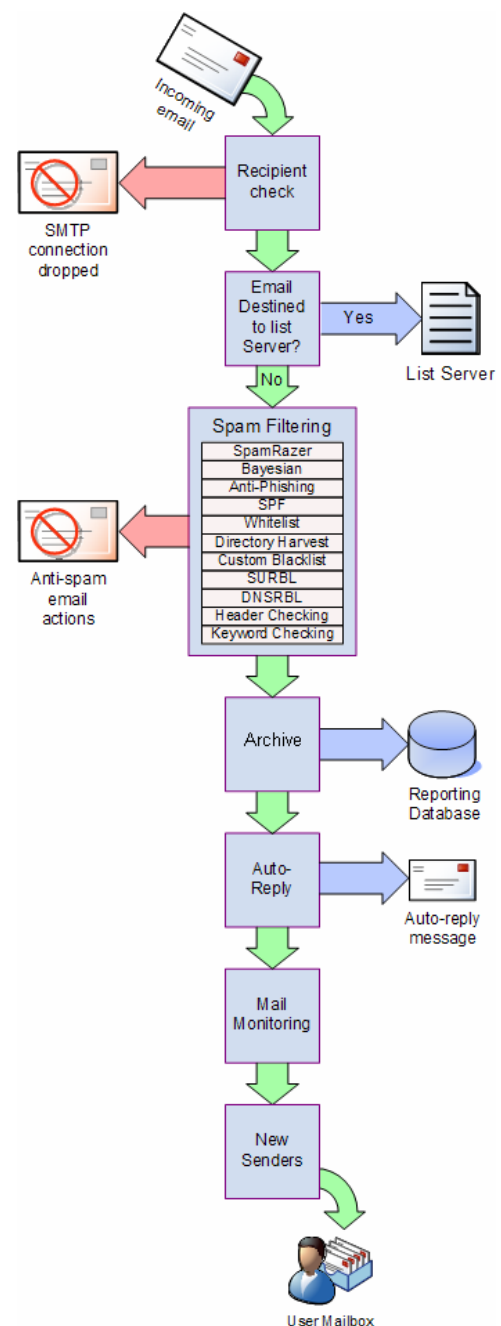 Incoming
email
Recipient
check
SMTP
connection
dropped
Email
Destined
to list
Server?
Yes
List Server
No
Spam Filtering
SpamRazer
Bayesian
Anti-Phishing
SPF
Whitelist
Directory Harvest
Custom Blacklist
SURBL
DNSRBL
Header Checking
Keyword Checking
Anti-spam
email
actions
Archive
Reporting
Database
Auto-
Reply
Auto-reply
message
Mail
Monitoring
New
Senders
User Mailbox